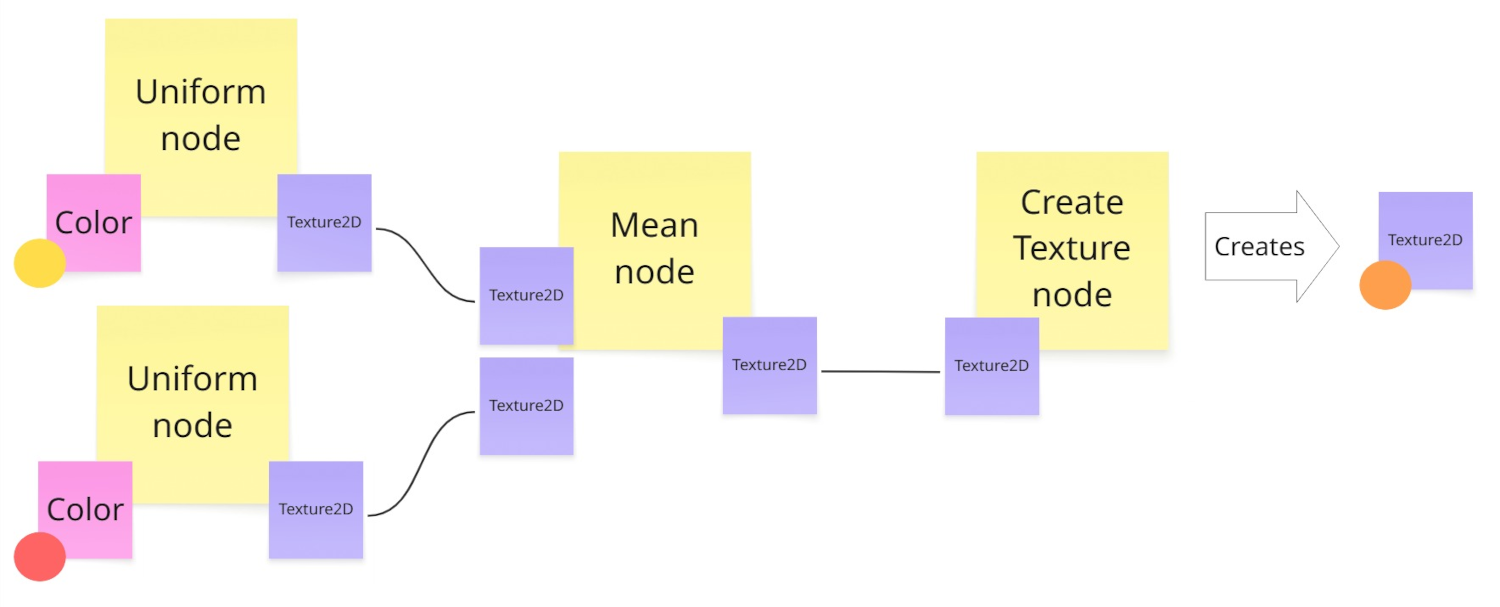 Uniform
node
Color
Texture2D
Uniform
node
Color
Texture2D
Texture2D
Texture2D
Mean
node
Texture2D
Texture2D
Create
Texture
node
Creates
Texture2D